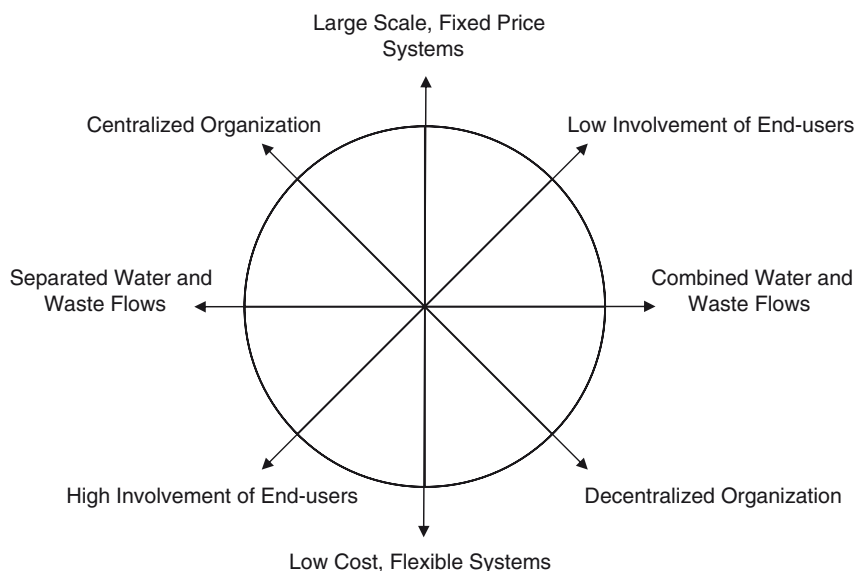 Large Scale, Fixed Price
Systems
Centralized Organization
Low Involvement of End-users
Separated Water and
Waste Flows
Combined Water and
Waste Flows
High Involvement of End-users
Decentralized Organization
Low Cost, Flexible Systems